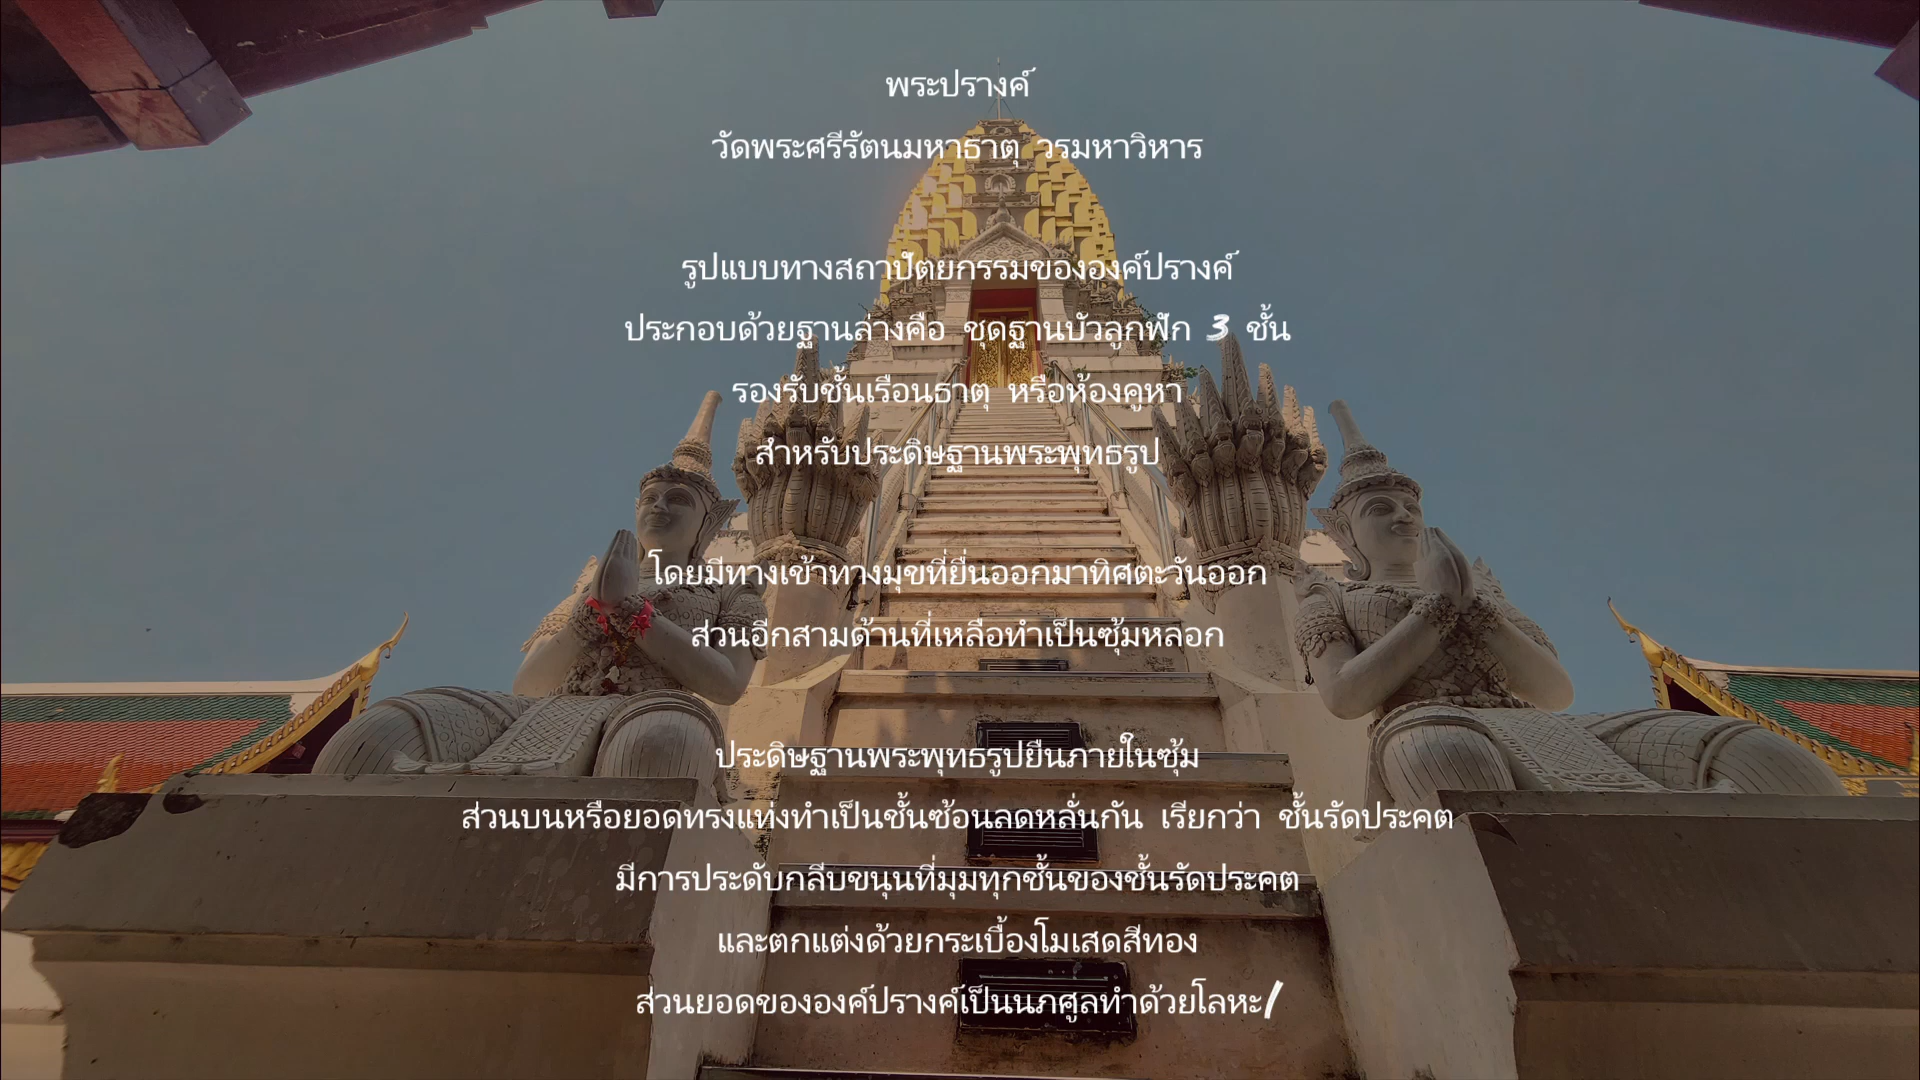 พระปรางค์
วัดพระศรีรัตนมหาธาตุ วรมหาวิหาร
รูปแบบทางสถาปัตยกรรมขององค์ปรางค์
ประกอบด้วยฐานล่างคือ ชุดฐานบัวลูกฟัก 3 ชั้น
รองรับชั้นเรือนธาตุ หรือห้องคูหา
สำหรับประดิษฐานพระพุทธรูป
โดยมีทางเข้าทางมุขที่ยื่นออกมาทิศตะวันออก
ส่วนอีกสามด้านที่เหลือทำเป็นซุ้มหลอก
ประดิษฐานพระพุทธรูปยืนภายในซุ้ม
ส่วนบนหรือยอดทรงแท่งทำเป็นชั้นซ้อนลดหลั่นกัน เรียกว่า ชั้นรัดประคต
มีการประดับกลีบขนุนที่มุมทุกชั้นของชั้นรัดประคต
และตกแต่งด้วยกระเบื้องโมเสดสีทอง
ส่วนยอดขององค์ปรางค์เป็นนภศูลทำด้วยโลหะ/